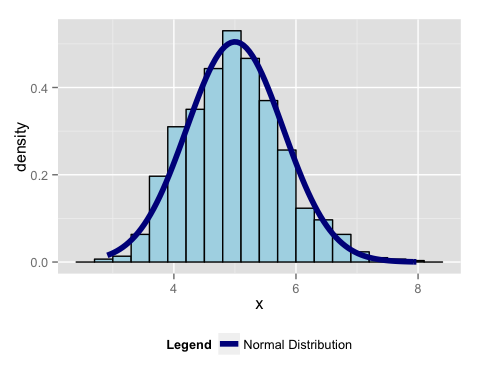 density
0.4
0.2
0.0
4 6 8
x
Legend Normal Distribution